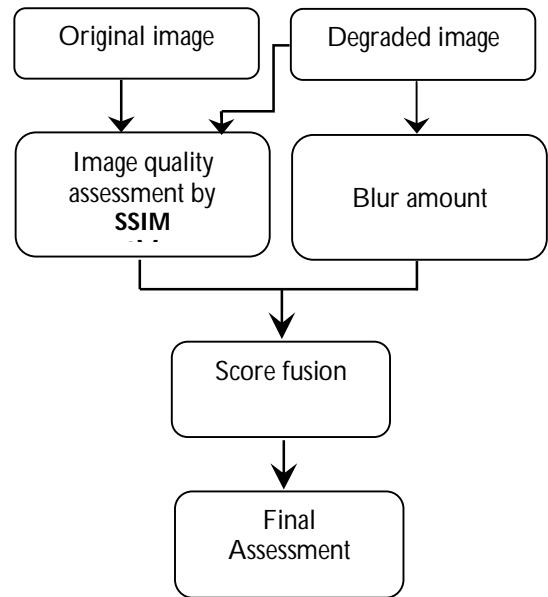 Original image
Degraded image
Image quality
assessment by
SSIM
Blur amount
Score fusion
Final
Assessment